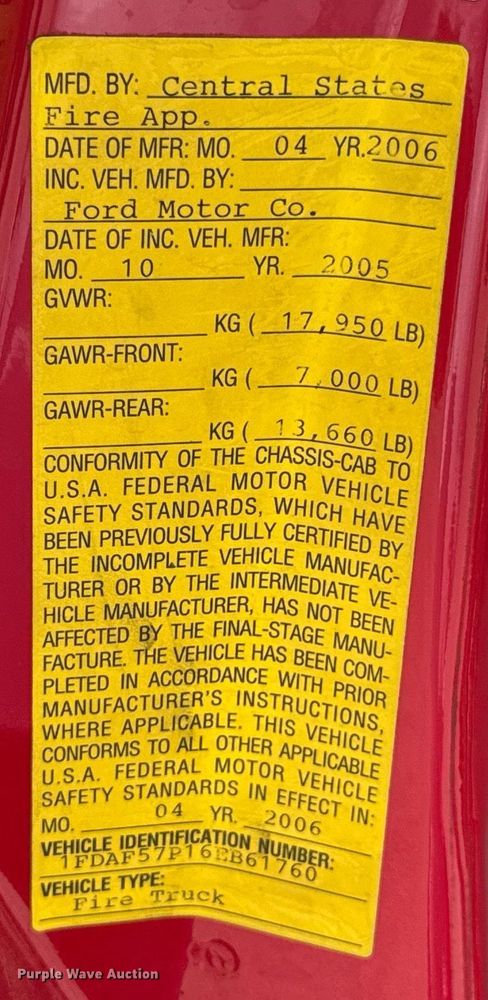 MFD. BY: Central States
Fire App.
DATE OF MFR: MO. 04 YR. 2006
INC. VEH. MFD. BY:
Ford Motor Co.
DATE OF INC. VEH. MFR:
MO. 10 YR. 2005
GVWR:
KG ( 17,950 LB)
GAWR-FRONT:
KG ( 7,000 LB)
GAWR-REAR:
KG ( 13,660 LB)
CONFORMITY OF THE CHASSIS-CAB TO
U.S.A. FEDERAL MOTOR VEHICLE
SAFETY STANDARDS, WHICH HAVE
BEEN PREVIOUSLY FULLY CERTIFIED BY
THE INCOMPLETE VEHICLE MANUFAC-
TURER OR BY THE INTERMEDIATE VE-
HICLE MANUFACTURER, HAS NOT BEEN
AFFECTED BY THE FINAL-STAGE MANU-
FACTURE. THE VEHICLE HAS BEEN COM-
PLETED IN ACCORDANCE WITH PRIOR
MANUFACTURER'S INSTRUCTIONS,
WHERE APPLICABLE. THIS VEHICLE
CONFORMS TO ALL OTHER APPLICABLE
U.S.A. FEDERAL MOTOR VEHICLE
SAFETY STANDARDS IN EFFECT IN:
MO. 04 YR. 2006
VEHICLE IDENTIFICATION NUMBER:
1FDAF57P16EB61760
VEHICLE TYPE:
Fire Truck
Purple Wave Auction